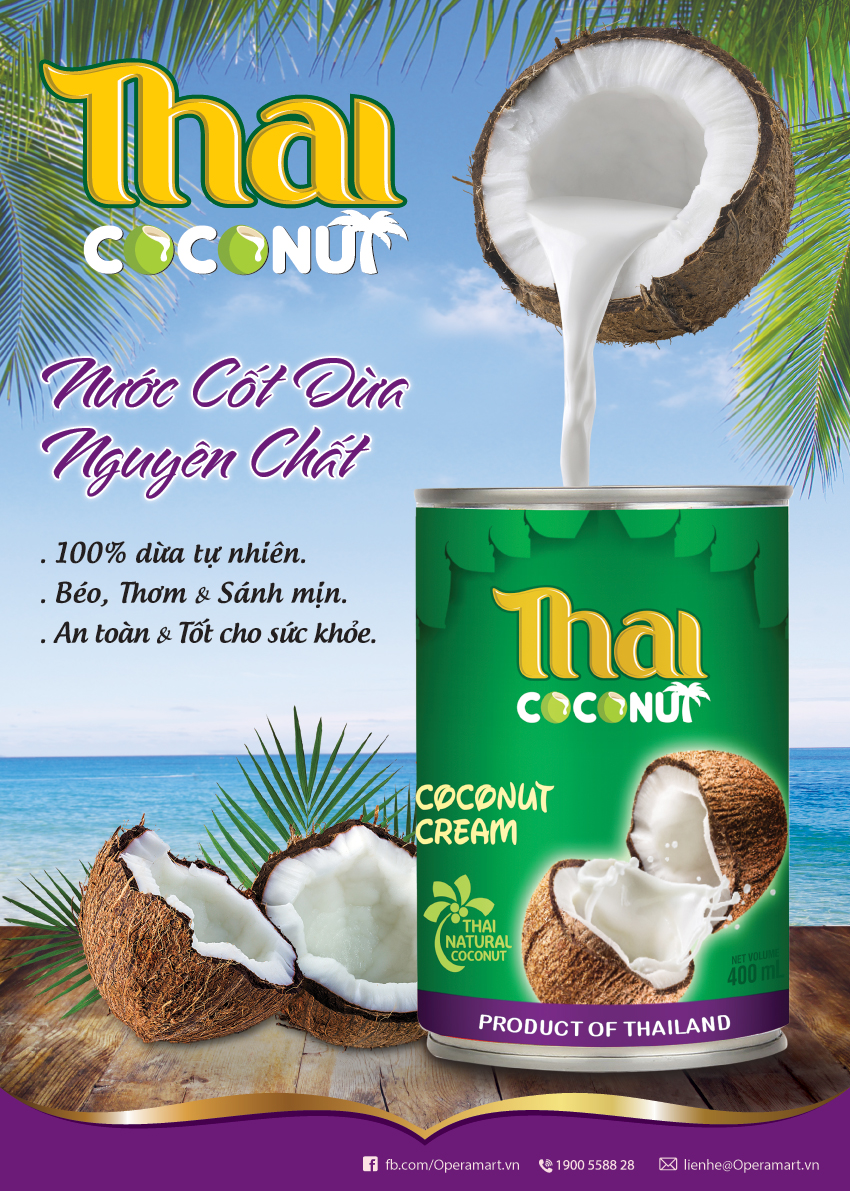 Thai
COCONUT
Nước Cốt Dừa
Nguyên Chất
. 100% dừa tự nhiên.
. Béo, Thơm & Sánh mịn.
. An toàn & Tốt cho sức khỏe.
Thai
COCONUT
COCONUT
CREAM
THAI
NATURAL
COCONUT
NET VOLUME
400 mL
PRODUCT OF THAILAND
fb.com/Operamart.vn 1900 5588 28 lienhe@Operamart.vn